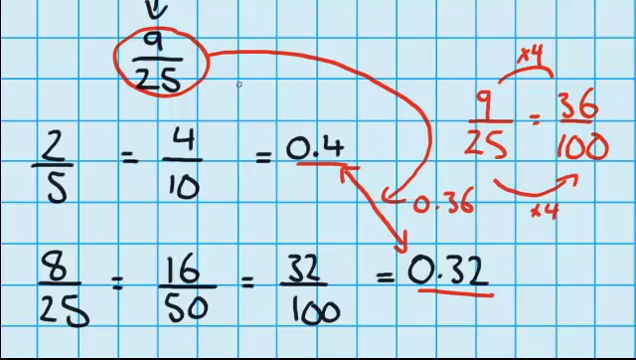 9/25
×4
9/25 = 36/100
×4
2/5 = 4/10 = 0.4
0.36
8/25 = 16/50 = 32/100 = 0.32